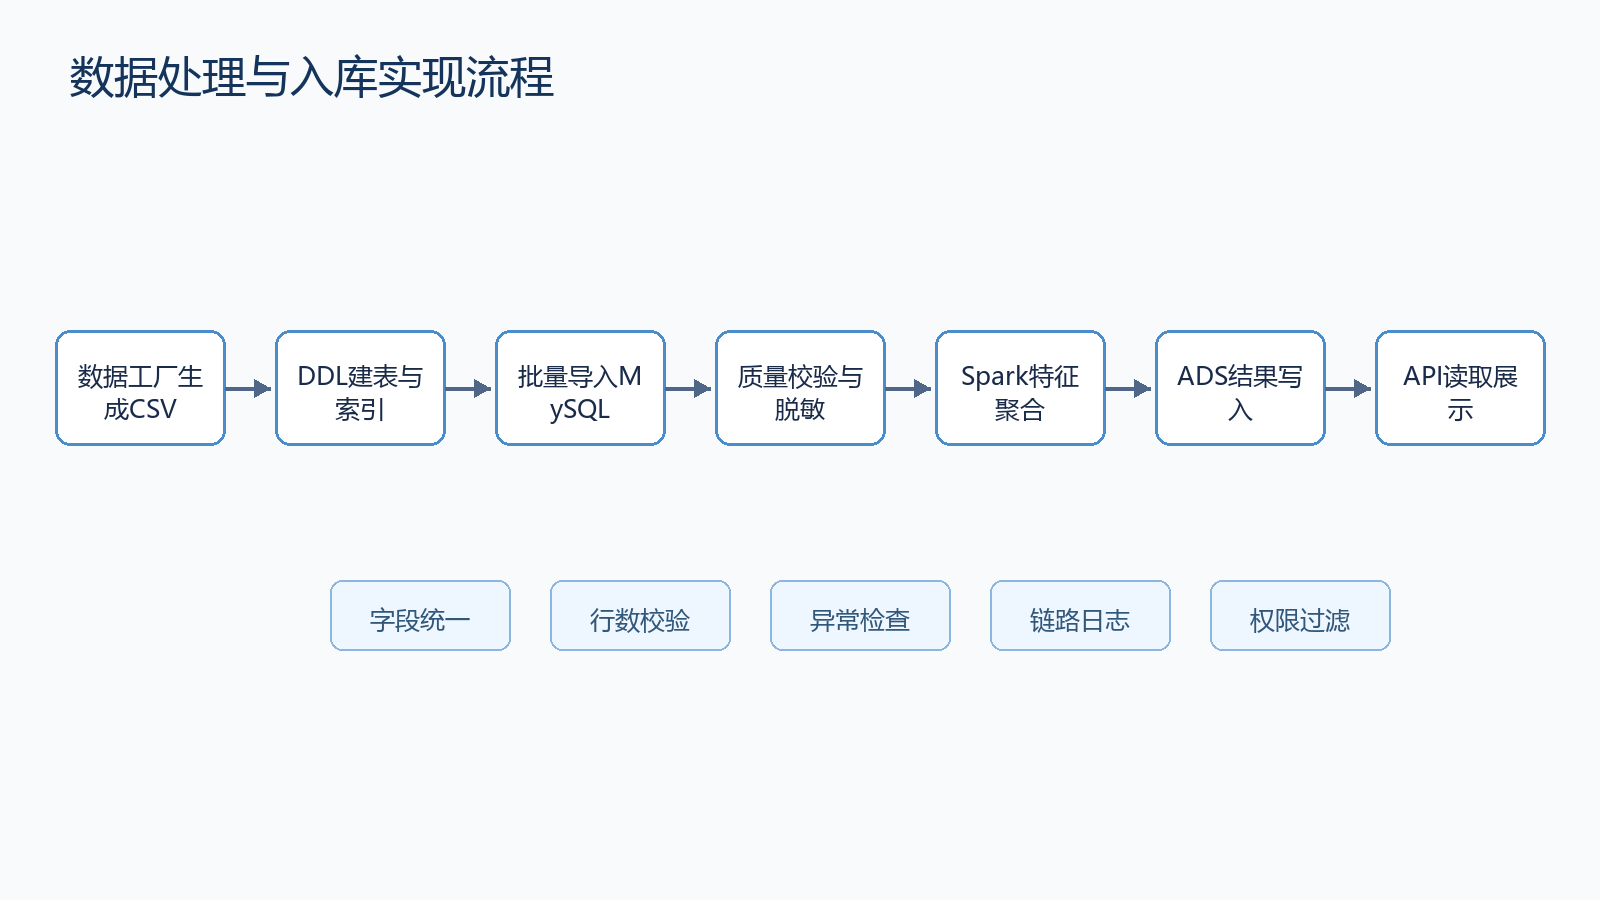 数据处理与入库实现流程
数据工厂生
成CSV
DDL建表与
索引
批量导入M
ySQL
质量校验与
脱敏
Spark特征
聚合
ADS结果写
入
API读取展
示
字段统一
行数校验
异常检查
链路日志
权限过滤